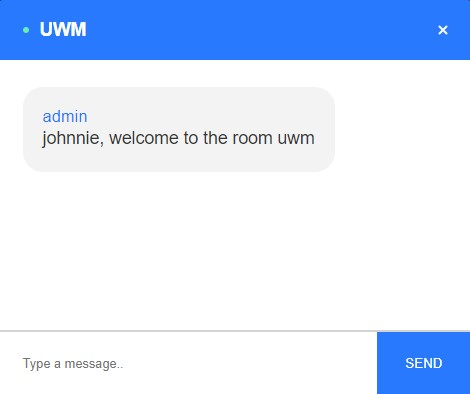 UWM
admin
johnnie, welcome to the room uwm
Type a message..
SEND